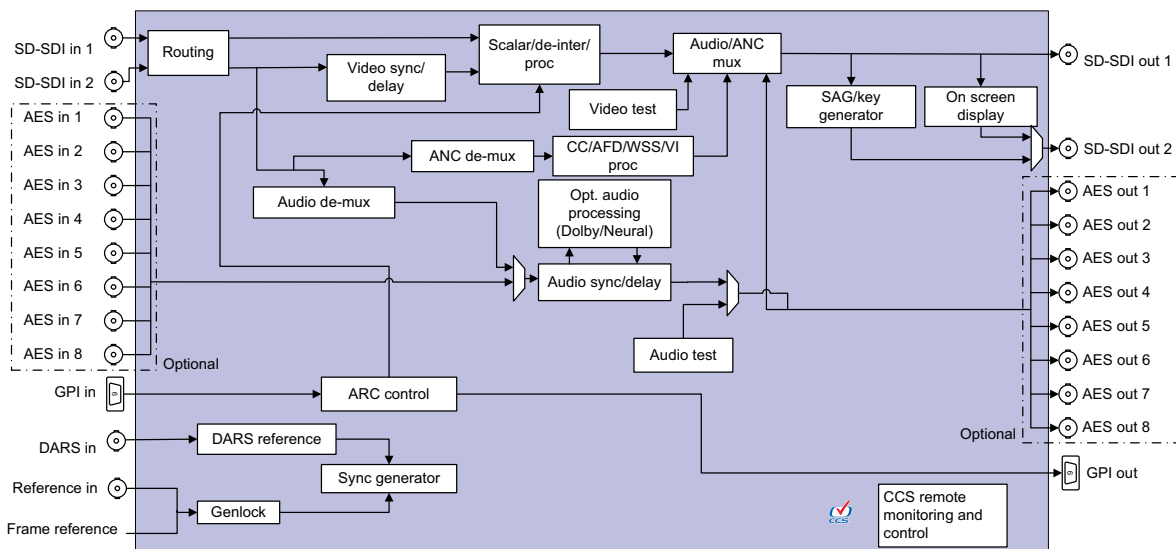 SD-SDI in 1
SD-SDI in 2
AES in 1
AES in 2
AES in 3
AES in 4
AES in 5
AES in 6
AES in 7
AES in 8
Optional
GPI in
9
DARS in
Reference in
Frame reference
Routing
Video sync/
delay
Scalar/de-inter/
proc
Audio/ANC
mux
Video test
SAG/key
generator
On screen
display
ANC de-mux
CC/AFD/WSS/VI
proc
Audio de-mux
Opt. audio
processing
(Dolby/Neural)
Audio sync/delay
Audio test
ARC control
DARS reference
Sync generator
Genlock
CCS
CCS remote
monitoring and
control
SD-SDI out 1
SD-SDI out 2
AES out 1
AES out 2
AES out 3
AES out 4
AES out 5
AES out 6
AES out 7
AES out 8
Optional
9
GPI out